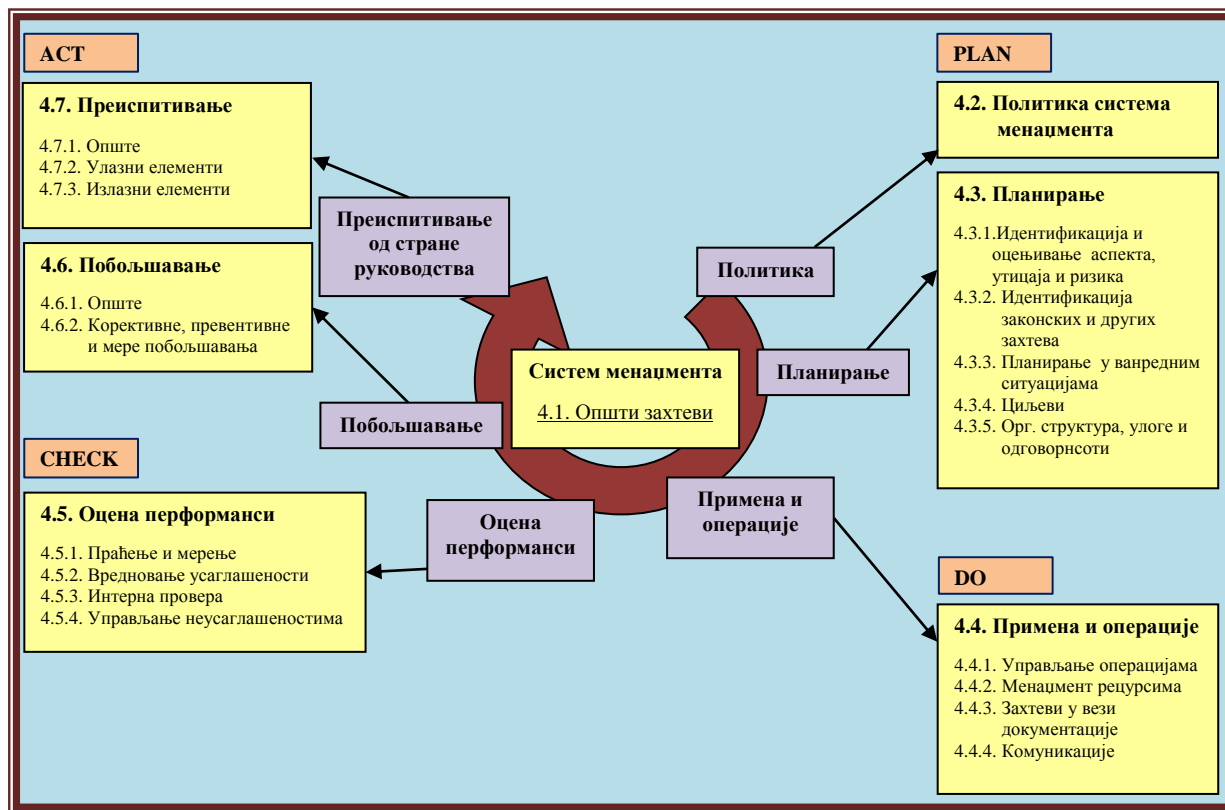 ACT
4.7. Преиспитивање
4.7.1. Опште
4.7.2. Улазни елементи
4.7.3. Излазни елементи
4.6. Побољшавање
4.6.1. Опште
4.6.2. Корективне, превентивне
и мере побољшавања
CHECK
4.5. Оцена перформанси
4.5.1. Праћење и мерење
4.5.2. Вредновање усаглашености
4.5.3. Интерна провера
4.5.4. Управљање неусаглашеностима
Преиспитивање
од стране
руководства
Побољшавање
Оцена
перформанси
Систем менаџмента
4.1. Општи захтеви
Политика
Планирање
Примена и
операције
PLAN
4.2. Политика система
менаџмента
4.3. Планирање
4.3.1.Идентификација и
оцењивање аспекта,
утицаја и ризика
4.3.2. Идентификација
законских и других
захтева
4.3.3. Планирање у ванредним
ситуацијама
4.3.4. Циљеви
4.3.5. Орг. структура, улоге и
одговорнсоти
DO
4.4. Примена и операције
4.4.1. Управљање операцијама
4.4.2. Менаџмент рецурсима
4.4.3. Захтеви у вези
документације
4.4.4. Комуникације